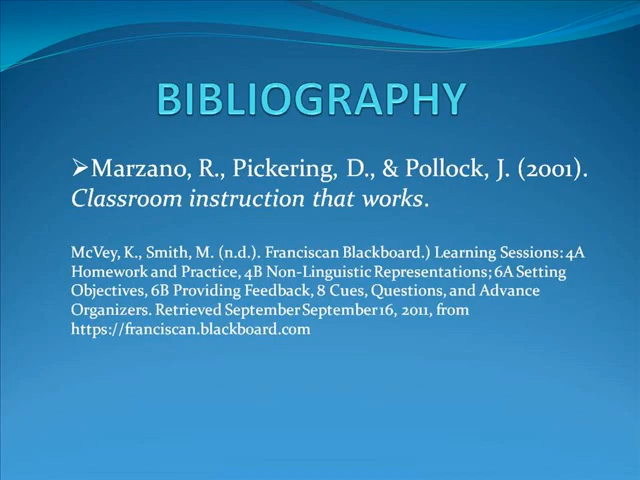 BIBLIOGRAPHY
➢Marzano, R., Pickering, D., & Pollock, J. (2001).
Classroom instruction that works.
McVey, K., Smith, M. (n.d.). Franciscan Blackboard.) Learning Sessions: 4A
Homework and Practice, 4B Non-Linguistic Representations; 6A Setting
Objectives, 6B Providing Feedback, 8 Cues, Questions, and Advance
Organizers. Retrieved September September 16, 2011, from
https://franciscan.blackboard.com